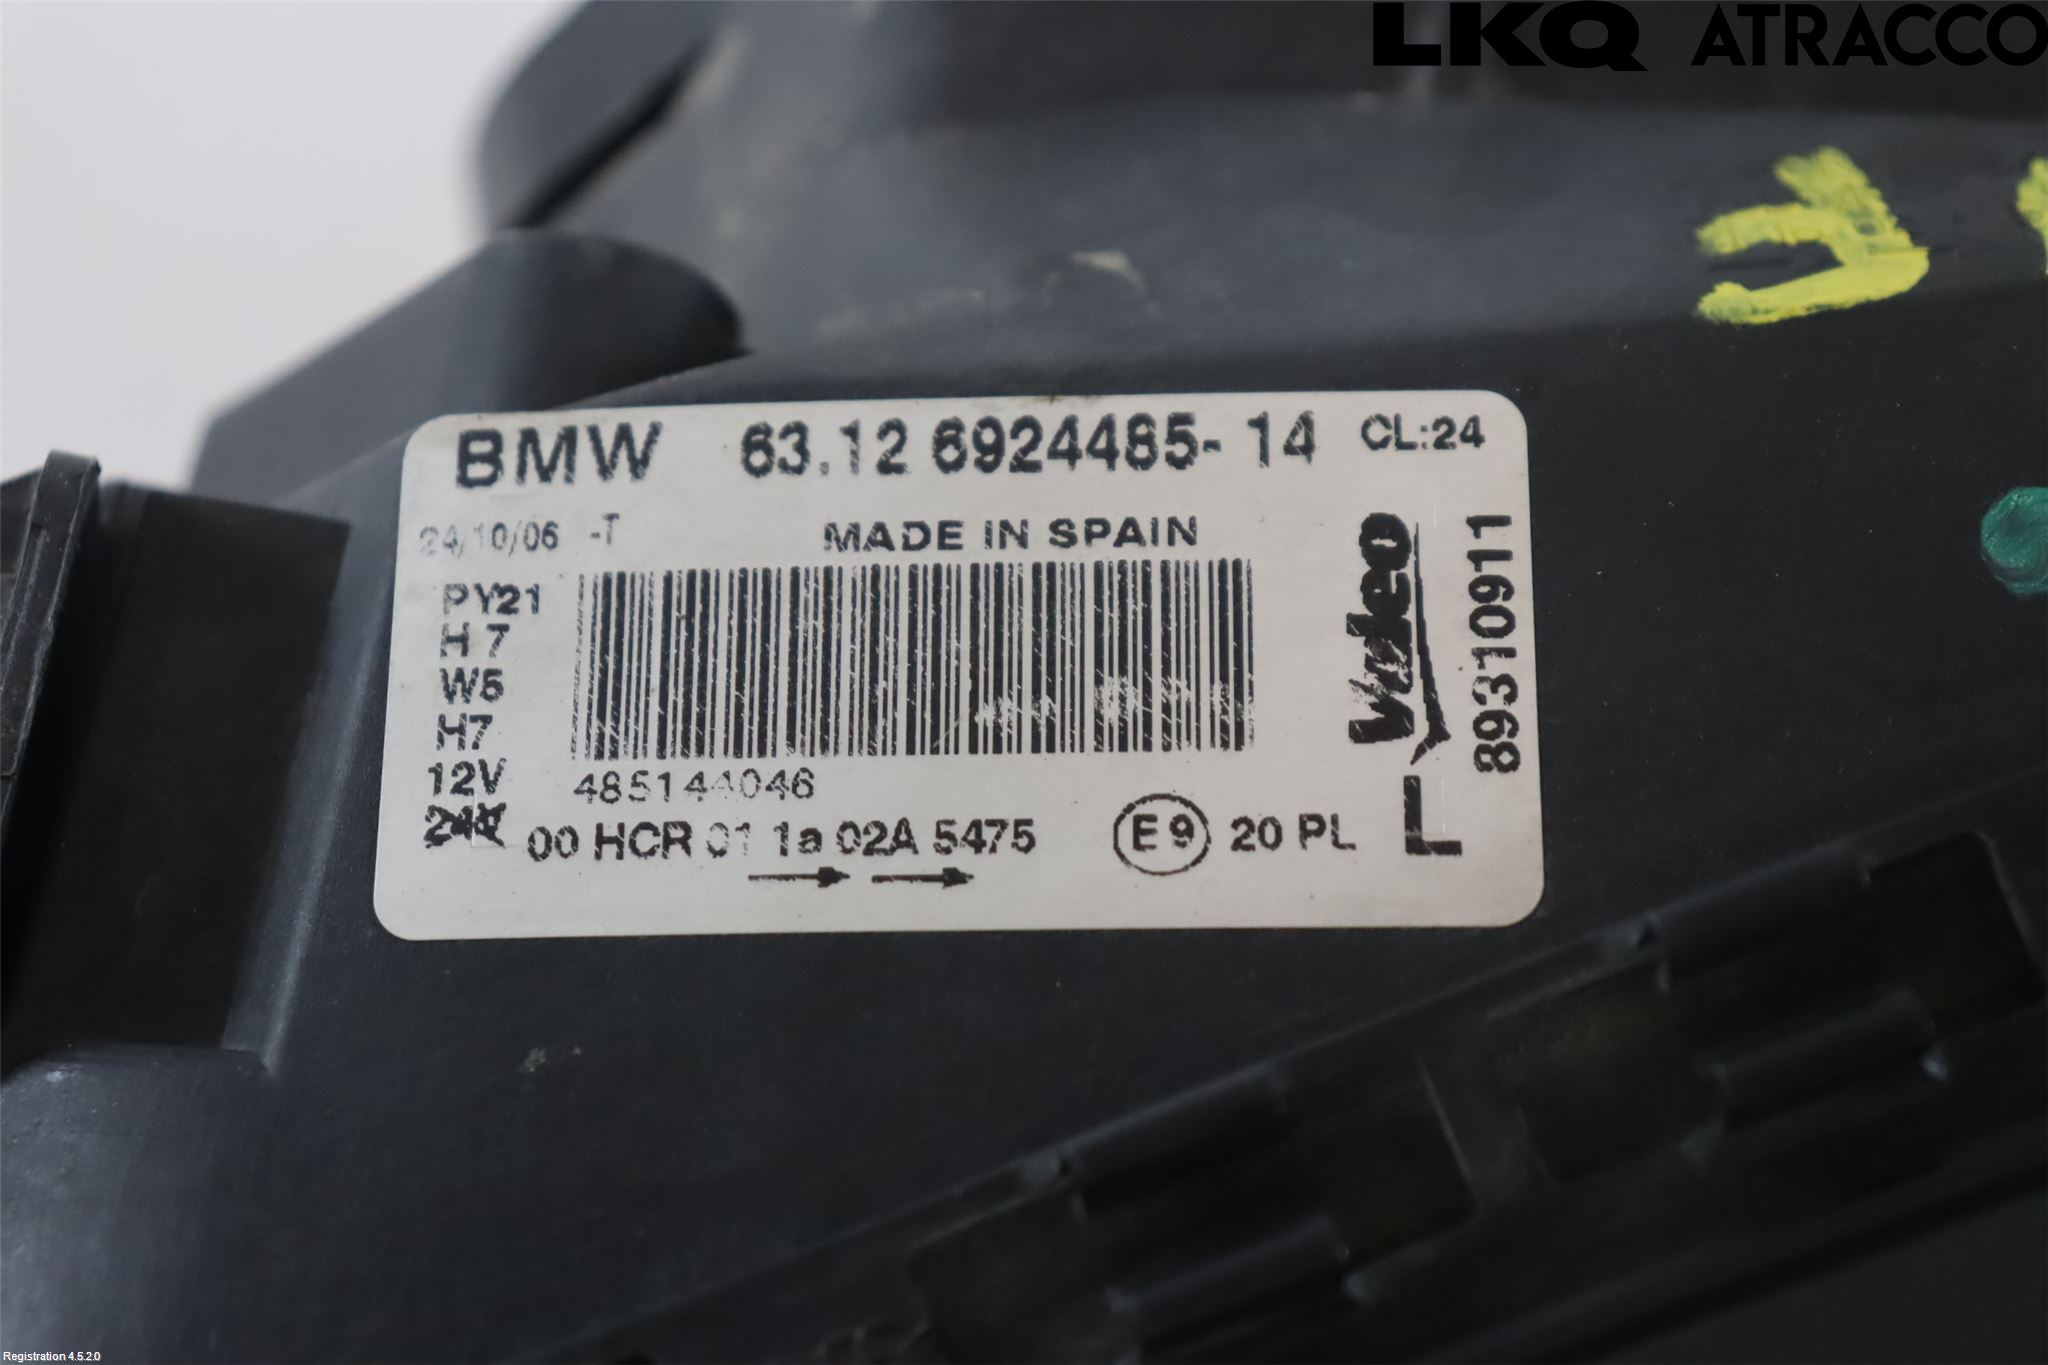 LKQ ATRACCO
BMW 63.12 6924485-14 CL:24
24/10/06 -T MADE IN SPAIN
PY21
H7
W5
H7
12V
485144046
00 HCR 01 1a 02A 5475 E9 20 PL
Valeo
L
89310911
Registration 4.5.2.0